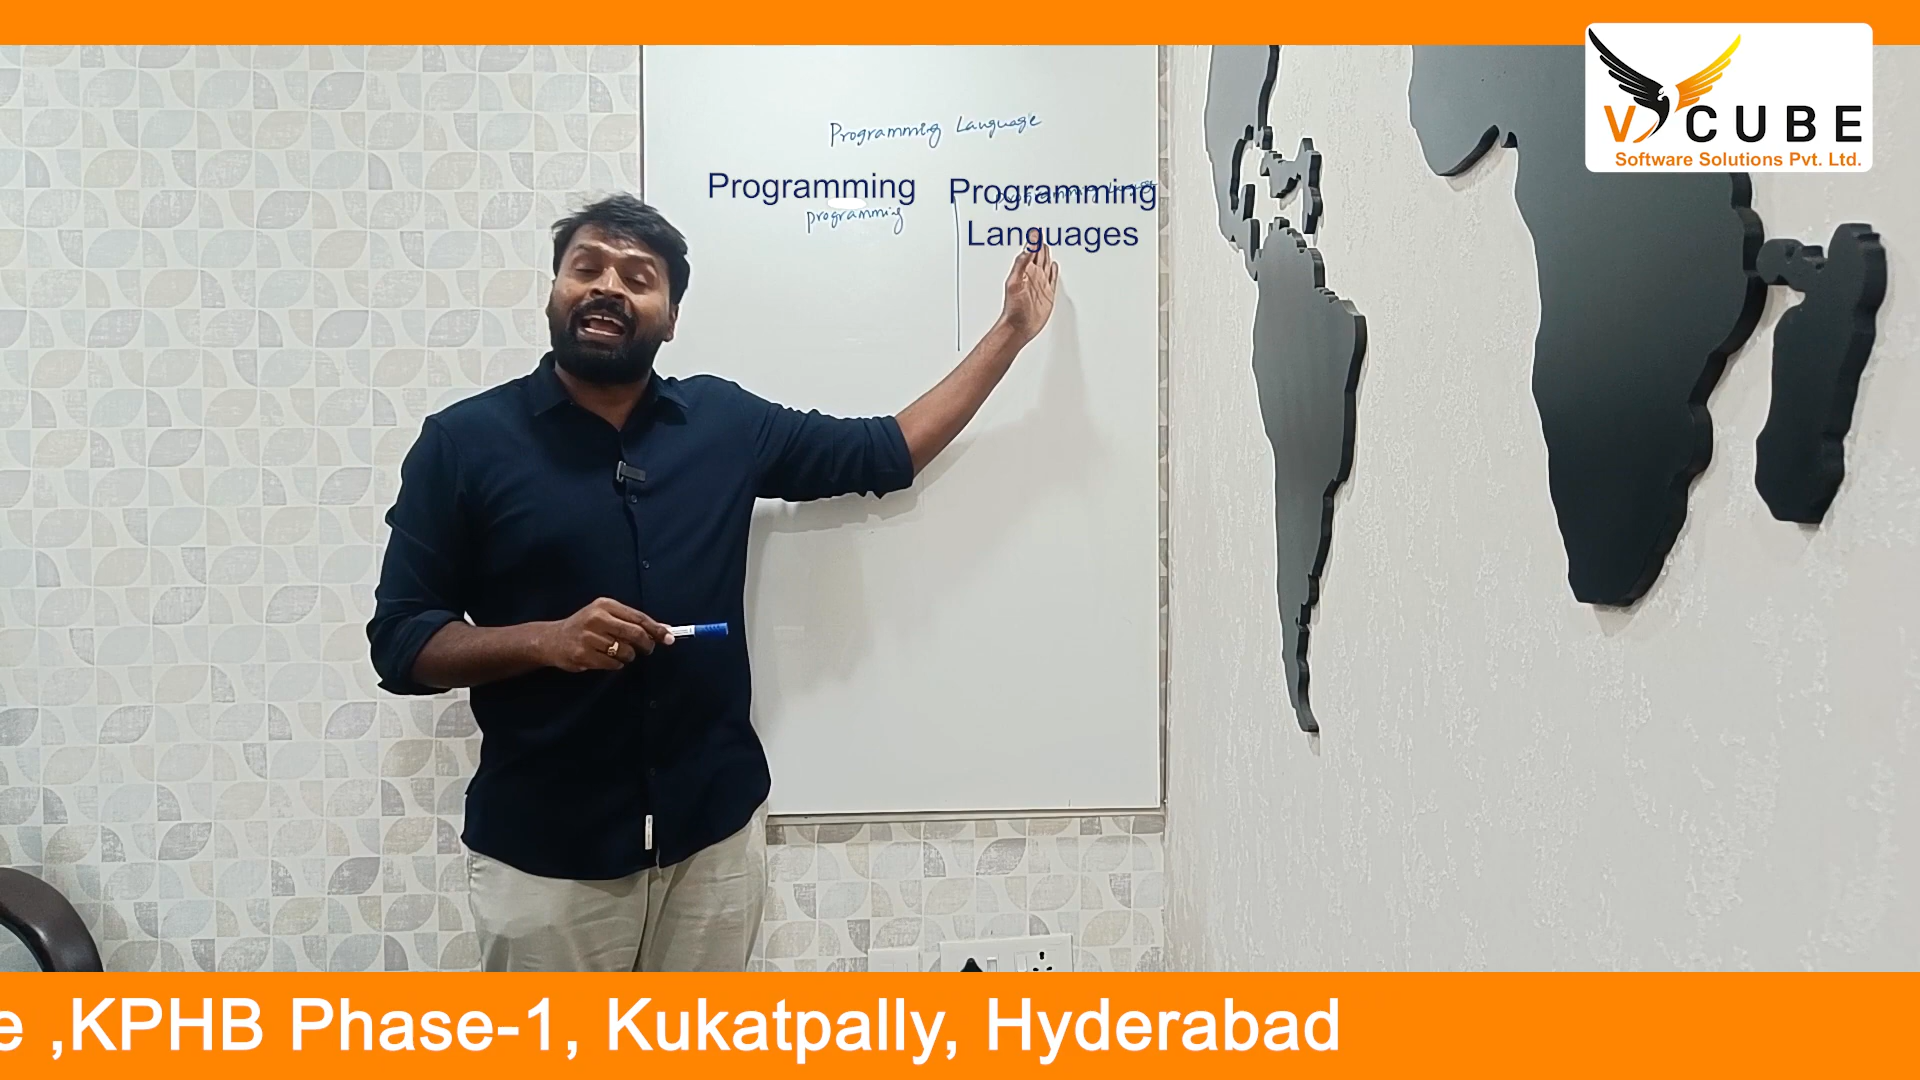 V CUBE
Software Solutions Pvt. Ltd.
Programming Language
Programming
Programming
Languages
programming
e ,KPHB Phase-1, Kukatpally, Hyderabad